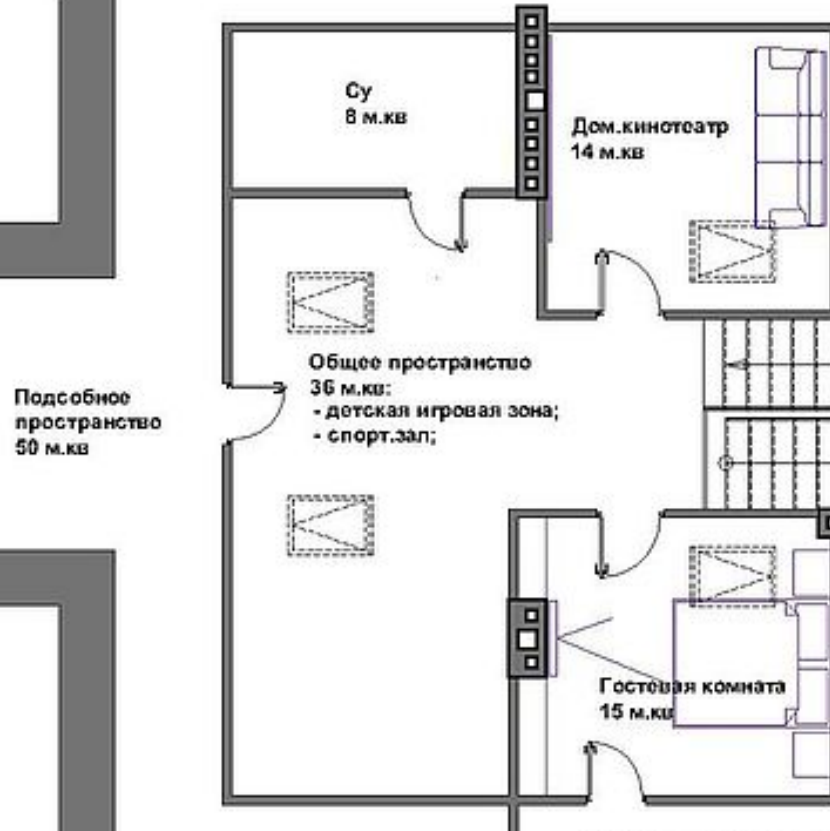 Су
8 м.кв
Дом.кинотеатр
14 м.кв
Общее пространство
36 м.кв:
- детская игровая зона;
- спорт.зал;
Подсобное
пространство
50 м.кв
Гостевая комната
15 м.кв